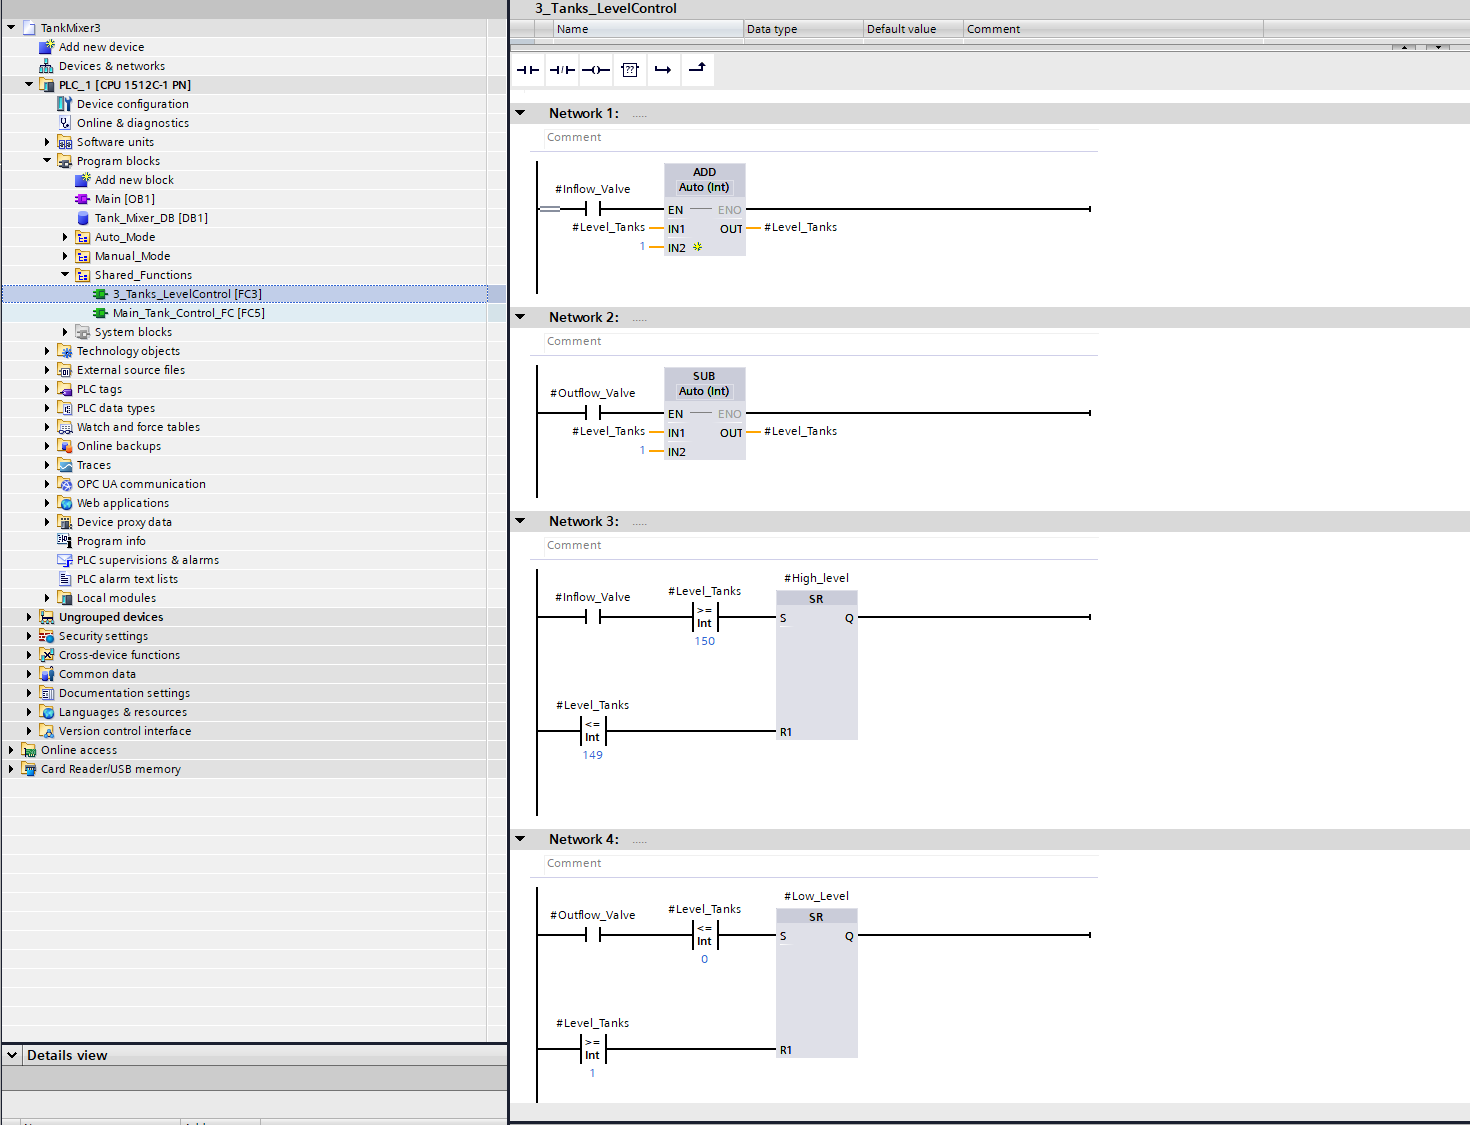 TankMixer3
Add new device
Devices & networks
PLC_1 [CPU 1512C-1 PN]
Device configuration
Online & diagnostics
Software units
Program blocks
Add new block
Main [OB1]
Tank_Mixer_DB [DB1]
Auto_Mode
Manual_Mode
Shared_Functions
3_Tanks_LevelControl [FC3]
Main_Tank_Control_FC [FC5]
System blocks
Technology objects
External source files
PLC tags
PLC data types
Watch and force tables
Online backups
Traces
OPC UA communication
Web applications
Device proxy data
Program info
PLC supervisions & alarms
PLC alarm text lists
Local modules
Ungrouped devices
Security settings
Cross-device functions
Common data
Documentation settings
Languages & resources
Version control interface
Online access
Card Reader/USB memory
Details view
3_Tanks_LevelControl
Name Data type Default value Comment
??
Network 1: .....
Comment
ADD
Auto (Int)
#Inflow_Valve
EN ENO
#Level_Tanks IN1 OUT #Level_Tanks
1 IN2
Network 2: .....
Comment
SUB
Auto (Int)
#Outflow_Valve
EN ENO
#Level_Tanks IN1 OUT #Level_Tanks
1 IN2
Network 3: .....
Comment
#High_level
#Inflow_Valve #Level_Tanks SR
>=
Int S Q
150
#Level_Tanks
<=
Int R1
149
Network 4: .....
Comment
#Low_Level
#Outflow_Valve #Level_Tanks SR
<=
Int S Q
0
#Level_Tanks
>=
Int R1
1